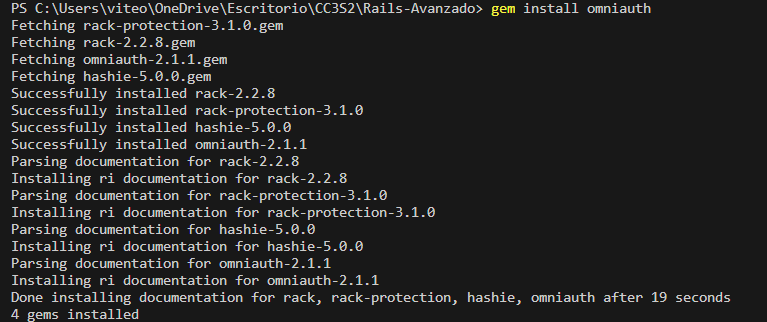 PS C:\Users\viteo\OneDrive\Escritorio\CC3S2\Rails-Avanzado> gem install omniauth
Fetching rack-protection-3.1.0.gem
Fetching rack-2.2.8.gem
Fetching omniauth-2.1.1.gem
Fetching hashie-5.0.0.gem
Successfully installed rack-2.2.8
Successfully installed rack-protection-3.1.0
Successfully installed hashie-5.0.0
Successfully installed omniauth-2.1.1
Parsing documentation for rack-2.2.8
Installing ri documentation for rack-2.2.8
Parsing documentation for rack-protection-3.1.0
Installing ri documentation for rack-protection-3.1.0
Parsing documentation for hashie-5.0.0
Installing ri documentation for hashie-5.0.0
Parsing documentation for omniauth-2.1.1
Installing ri documentation for omniauth-2.1.1
Done installing documentation for rack, rack-protection, hashie, omniauth after 19 seconds
4 gems installed